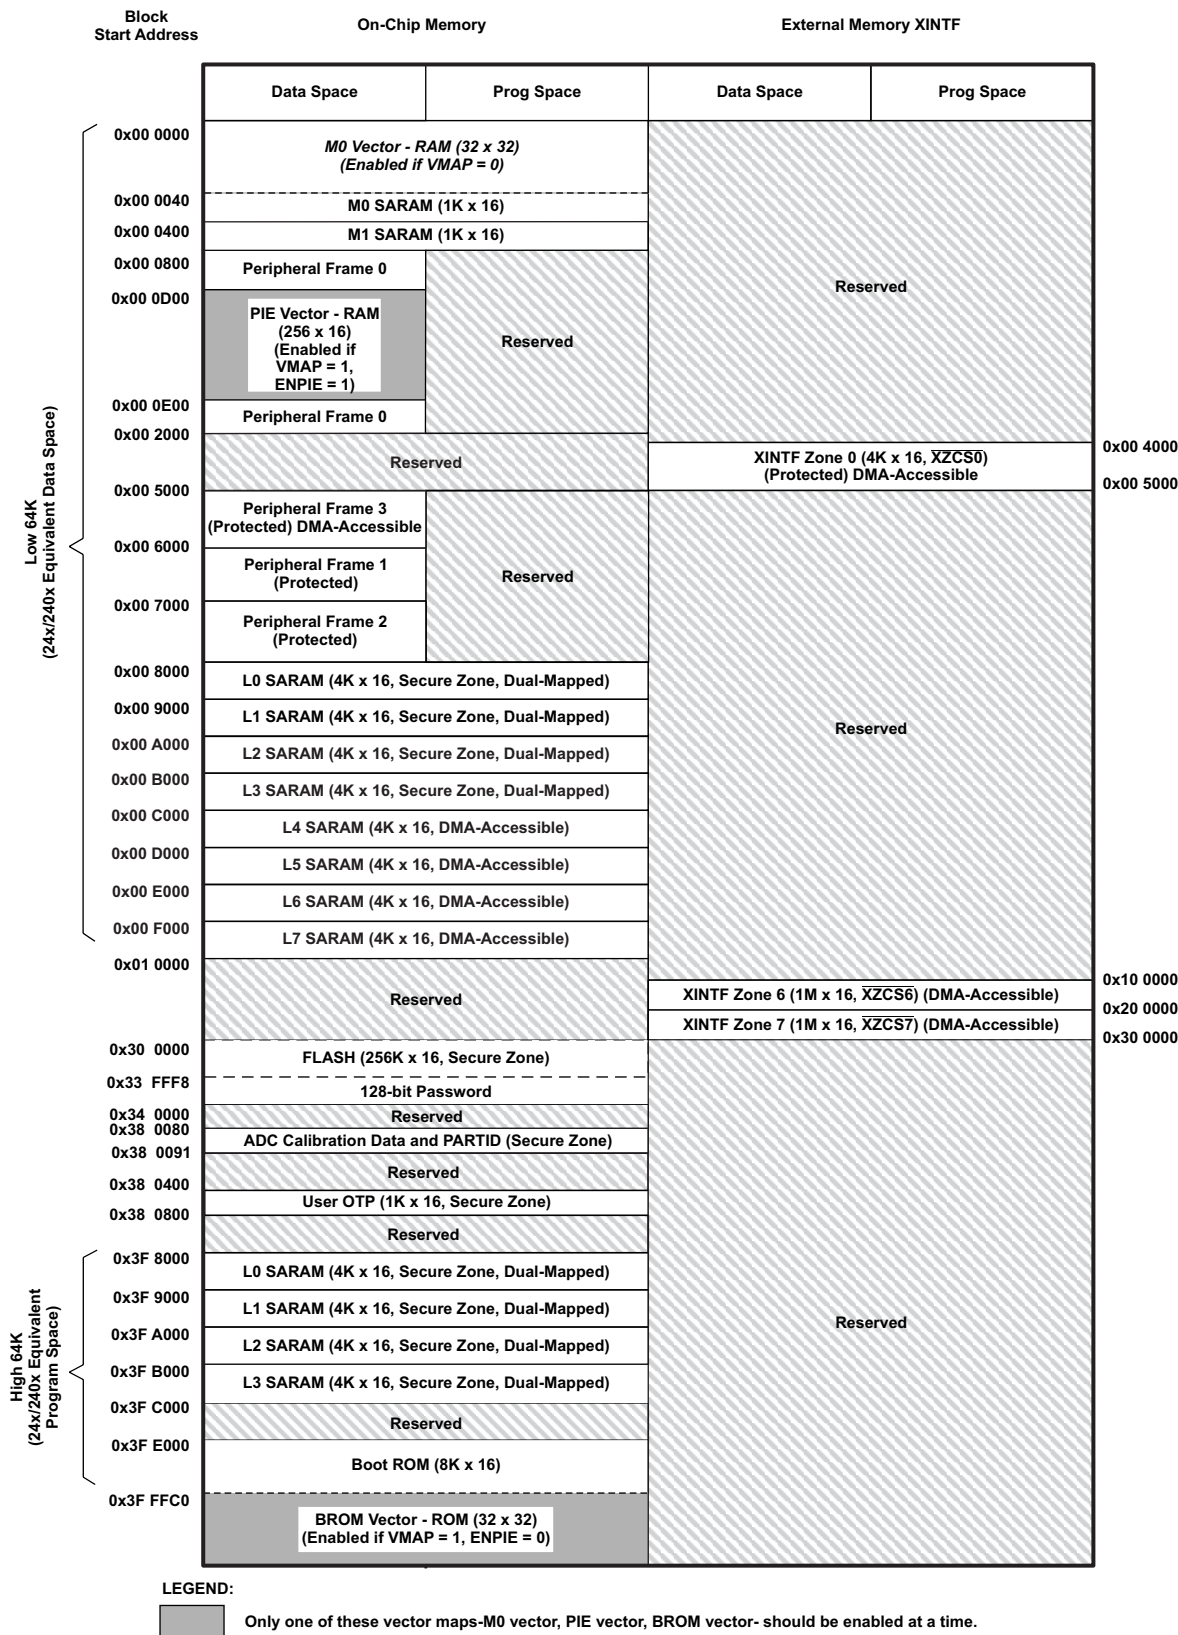 Block
Start Address
On-Chip Memory
External Memory XINTF
Data Space
Prog Space
Data Space
Prog Space
0x00 0000
M0 Vector - RAM (32 x 32)
(Enabled if VMAP = 0)
0x00 0040
M0 SARAM (1K x 16)
0x00 0400
M1 SARAM (1K x 16)
0x00 0800
Peripheral Frame 0
Reserved
0x00 0D00
PIE Vector - RAM
(256 x 16)
(Enabled if
VMAP = 1,
ENPIE = 1)
Reserved
0x00 0E00
Peripheral Frame 0
0x00 2000
Reserved
XINTF Zone 0 (4K x 16, XZCS0)
(Protected) DMA-Accessible
0x00 4000
0x00 5000
0x00 5000
Peripheral Frame 3
(Protected) DMA-Accessible
0x00 6000
Peripheral Frame 1
(Protected)
Reserved
0x00 7000
Peripheral Frame 2
(Protected)
Low 64K
(24x/240x Equivalent Data Space)
0x00 8000
L0 SARAM (4K x 16, Secure Zone, Dual-Mapped)
0x00 9000
L1 SARAM (4K x 16, Secure Zone, Dual-Mapped)
Reserved
0x00 A000
L2 SARAM (4K x 16, Secure Zone, Dual-Mapped)
0x00 B000
L3 SARAM (4K x 16, Secure Zone, Dual-Mapped)
0x00 C000
L4 SARAM (4K x 16, DMA-Accessible)
0x00 D000
L5 SARAM (4K x 16, DMA-Accessible)
0x00 E000
L6 SARAM (4K x 16, DMA-Accessible)
0x00 F000
L7 SARAM (4K x 16, DMA-Accessible)
0x01 0000
Reserved
XINTF Zone 6 (1M x 16, XZCS6) (DMA-Accessible)
0x10 0000
0x20 0000
XINTF Zone 7 (1M x 16, XZCS7) (DMA-Accessible)
0x30 0000
0x30 0000
FLASH (256K x 16, Secure Zone)
0x33 FFF8
128-bit Password
0x34 0000
Reserved
0x38 0080
ADC Calibration Data and PARTID (Secure Zone)
0x38 0091
Reserved
0x38 0400
User OTP (1K x 16, Secure Zone)
0x38 0800
Reserved
0x3F 8000
L0 SARAM (4K x 16, Secure Zone, Dual-Mapped)
0x3F 9000
L1 SARAM (4K x 16, Secure Zone, Dual-Mapped)
Reserved
0x3F A000
L2 SARAM (4K x 16, Secure Zone, Dual-Mapped)
0x3F B000
L3 SARAM (4K x 16, Secure Zone, Dual-Mapped)
High 64K
(24x/240x Equivalent
Program Space)
0x3F C000
Reserved
0x3F E000
Boot ROM (8K x 16)
0x3F FFC0
BROM Vector - ROM (32 x 32)
(Enabled if VMAP = 1, ENPIE = 0)
LEGEND:
Only one of these vector maps-M0 vector, PIE vector, BROM vector- should be enabled at a time.